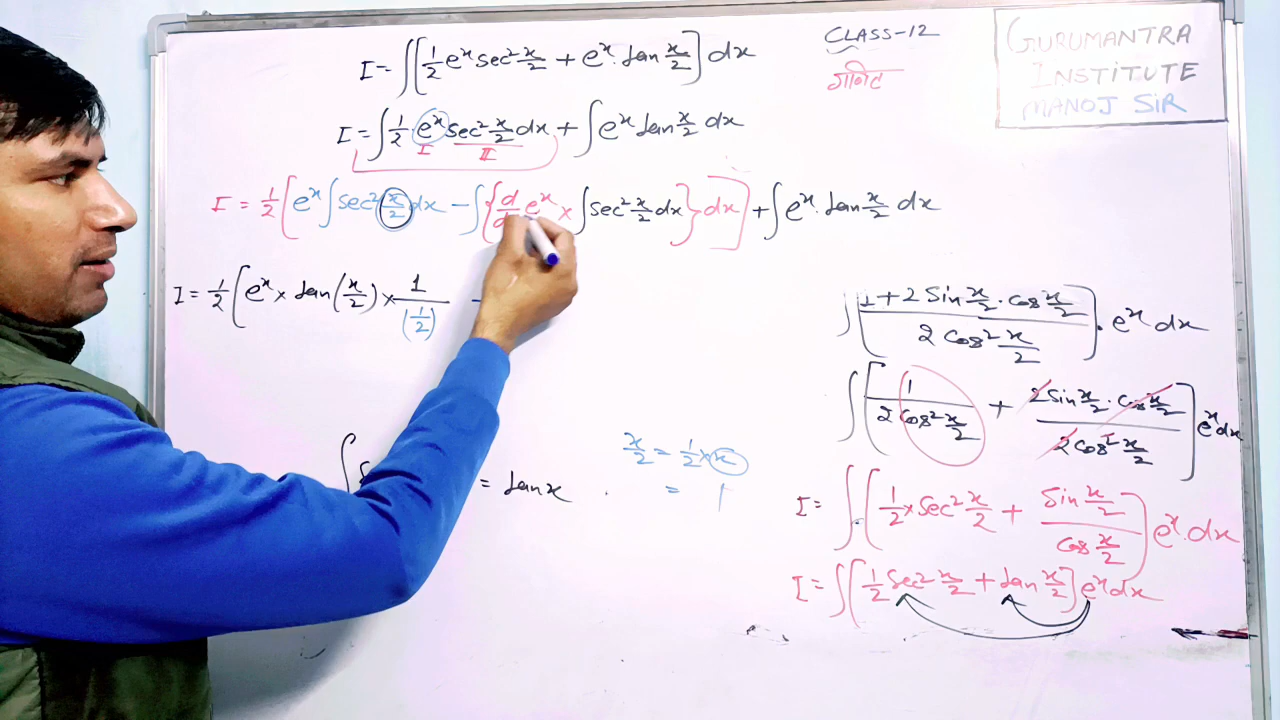 I = ∫[1/2 eˣ sec² x/2 + eˣ. tan x/2] dx
I = ∫ 1/2 . eˣ sec² x/2 dx + ∫ eˣ tan x/2 dx
I II
I = 1/2 [eˣ ∫ sec² x/2 dx − ∫ { d eˣ × ∫ sec² x/2 dx } dx ] + ∫ eˣ. tan x/2 dx
I = 1/2 [eˣ × tan (x/2) × 1/(1/2) −
= tan x
x/2 = 1/2 × x
= 1
CLASS-12
गणित
GURUMANTRA
INSTITUTE
MANOJ SIR
∫ [(1 + 2 Sin x/2 . Cos x/2) / (2 Cos² x/2)] . eˣ dx
∫ [1 / (2 Cos² x/2) + (2 Sin x/2 . Cos x/2) / (2 Cos² x/2)] eˣ dx
I = ∫ [1/2 × Sec² x/2 + (Sin x/2) / (Cos x/2)] eˣ. dx
I = ∫ [1/2 Sec² x/2 + tan x/2] eˣ dx